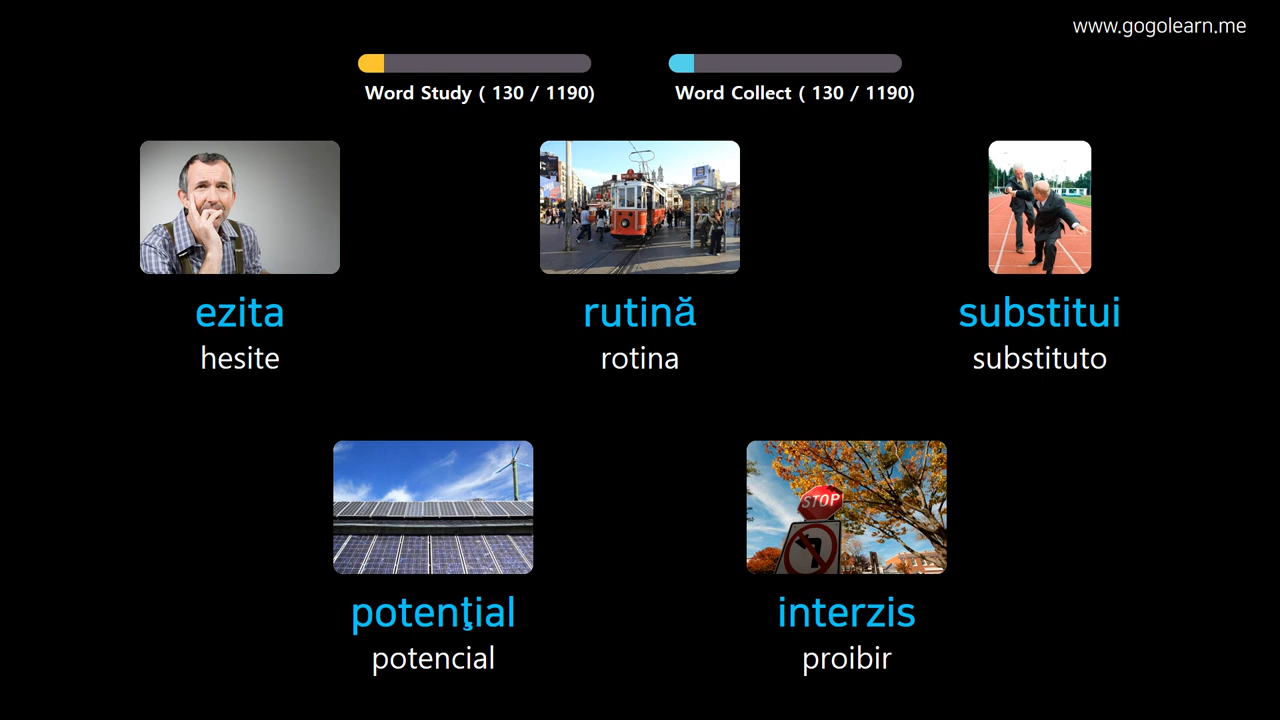 www.gogolearn.me
Word Study ( 130 / 1190)
Word Collect ( 130 / 1190)
ezita
hesite
rutină
rotina
substitui
substituto
STOP
potenţial
potencial
interzis
proibir